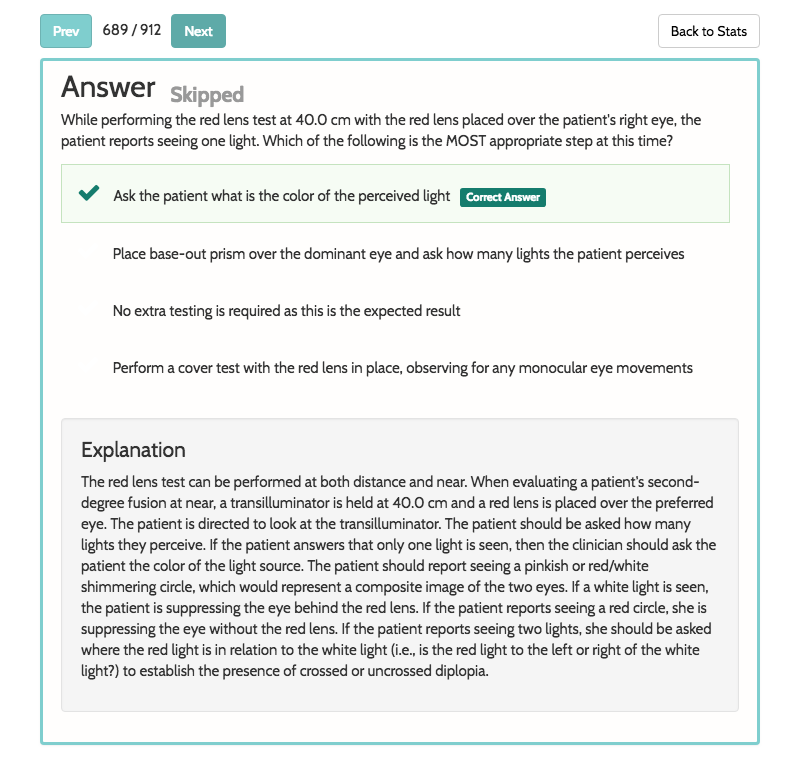 Prev 689 / 912 Next Back to Stats
Answer Skipped
While performing the red lens test at 40.0 cm with the red lens placed over the patient's right eye, the
patient reports seeing one light. Which of the following is the MOST appropriate step at this time?
Ask the patient what is the color of the perceived light Correct Answer
Place base-out prism over the dominant eye and ask how many lights the patient perceives
No extra testing is required as this is the expected result
Perform a cover test with the red lens in place, observing for any monocular eye movements
Explanation
The red lens test can be performed at both distance and near. When evaluating a patient's second-
degree fusion at near, a transilluminator is held at 40.0 cm and a red lens is placed over the preferred
eye. The patient is directed to look at the transilluminator. The patient should be asked how many
lights they perceive. If the patient answers that only one light is seen, then the clinician should ask the
patient the color of the light source. The patient should report seeing a pinkish or red/white
shimmering circle, which would represent a composite image of the two eyes. If a white light is seen,
the patient is suppressing the eye behind the red lens. If the patient reports seeing a red circle, she is
suppressing the eye without the red lens. If the patient reports seeing two lights, she should be asked
where the red light is in relation to the white light (i.e., is the red light to the left or right of the white
light?) to establish the presence of crossed or uncrossed diplopia.